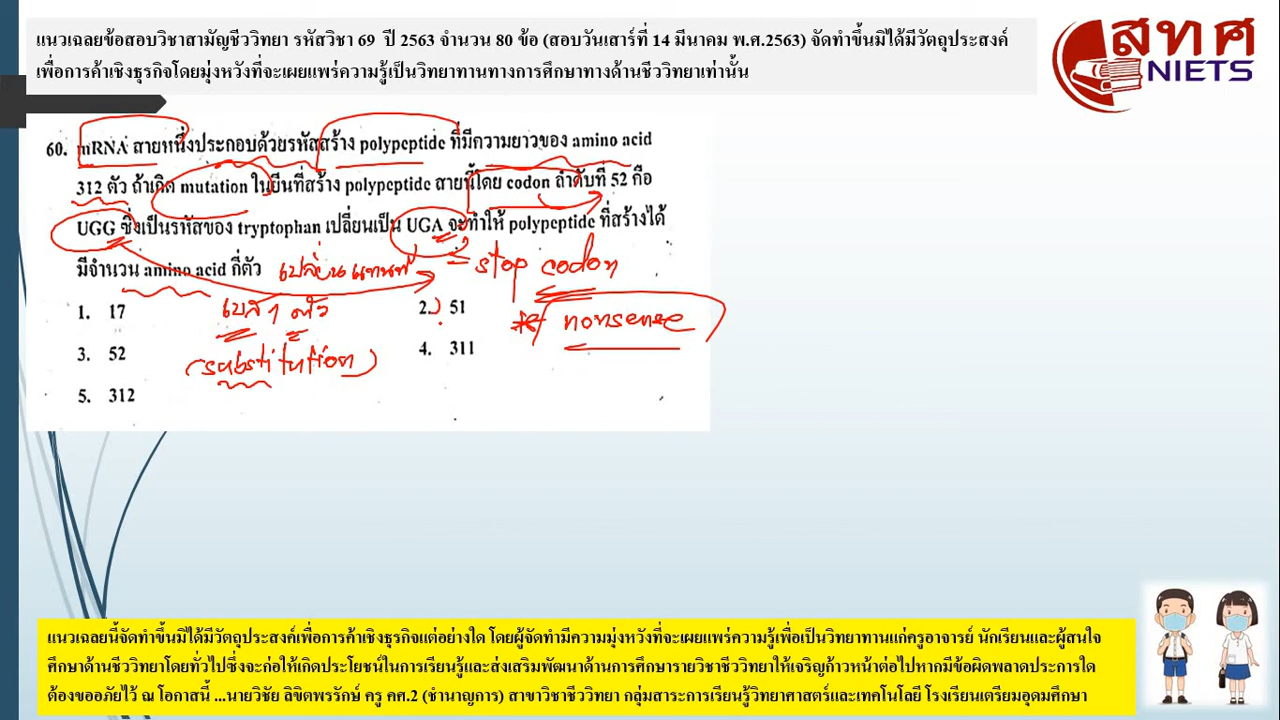 แนวเฉลยข้อสอบวิชาสามัญชีววิทยา รหัสวิชา 69 ปี 2563 จำนวน 80 ข้อ (สอบวันเสาร์ที่ 14 มีนาคม พ.ศ.2563) จัดทำขึ้นมิได้มีวัตถุประสงค์
เพื่อการค้าเชิงธุรกิจโดยมุ่งหวังที่จะเผยแพร่ความรู้เป็นวิทยาทานทางการศึกษาทางด้านชีววิทยาเท่านั้น
สทศ
NIETS
60. mRNA สายหนึ่งประกอบด้วยรหัสสร้าง polypeptide ที่มีความยาวของ amino acid
312 ตัว ถ้าเกิด mutation ในยีนที่สร้าง polypeptide สายนี้โดย codon ลำดับที่ 52 คือ
UGG ซึ่งเป็นรหัสของ tryptophan เปลี่ยนเป็น UGA จะทำให้ polypeptide ที่สร้างได้
มีจำนวน amino acid กี่ตัว
เปลี่ยนแทนที่
= stop codon
1. 17
เบส 1 ตัว
2. 51
* nonsense
3. 52
(substitution)
4. 311
5. 312
แนวเฉลยนี้จัดทำขึ้นมิได้มีวัตถุประสงค์เพื่อการค้าเชิงธุรกิจแต่อย่างใด โดยผู้จัดทำมีความมุ่งหวังที่จะเผยแพร่ความรู้เพื่อเป็นวิทยาทานแก่ครูอาจารย์ นักเรียนและผู้สนใจ
ศึกษาด้านชีววิทยาโดยทั่วไปซึ่งจะก่อให้เกิดประโยชน์ในการเรียนรู้และส่งเสริมพัฒนาด้านการศึกษารายวิชาชีววิทยาให้เจริญก้าวหน้าต่อไปหากมีข้อผิดพลาดประการใด
ต้องขออภัยไว้ ณ โอกาสนี้ ...นายวิชัย ลิขิตพรรักษ์ ครู คศ.2 (ชำนาญการ) สาขาวิชาชีววิทยา กลุ่มสาระการเรียนรู้วิทยาศาสตร์และเทคโนโลยี โรงเรียนเตรียมอุดมศึกษา